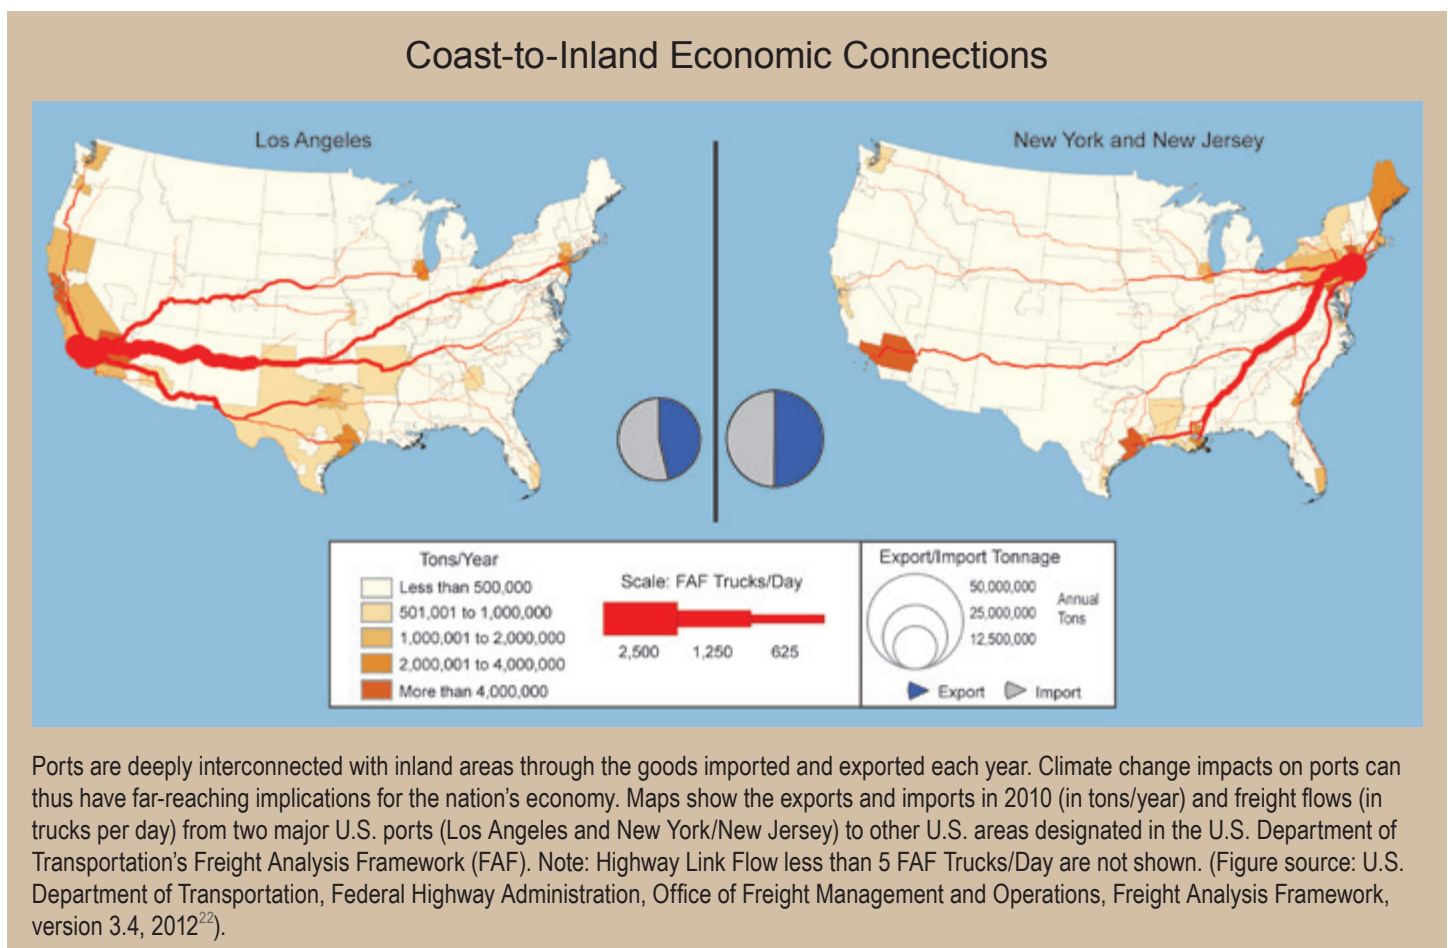 Coast-to-Inland Economic Connections
Los Angeles
New York and New Jersey
Tons/Year
Less than 500,000
501,001 to 1,000,000
1,000,001 to 2,000,000
2,000,001 to 4,000,000
More than 4,000,000
Scale: FAF Trucks/Day
2,500 1,250 625
Export/Import Tonnage
50,000,000
25,000,000
12,500,000
Annual
Tons
Export Import
Ports are deeply interconnected with inland areas through the goods imported and exported each year. Climate change impacts on ports can
thus have far-reaching implications for the nation’s economy. Maps show the exports and imports in 2010 (in tons/year) and freight flows (in
trucks per day) from two major U.S. ports (Los Angeles and New York/New Jersey) to other U.S. areas designated in the U.S. Department of
Transportation’s Freight Analysis Framework (FAF). Note: Highway Link Flow less than 5 FAF Trucks/Day are not shown. (Figure source: U.S.
Department of Transportation, Federal Highway Administration, Office of Freight Management and Operations, Freight Analysis Framework,
version 3.4, 2012²²).